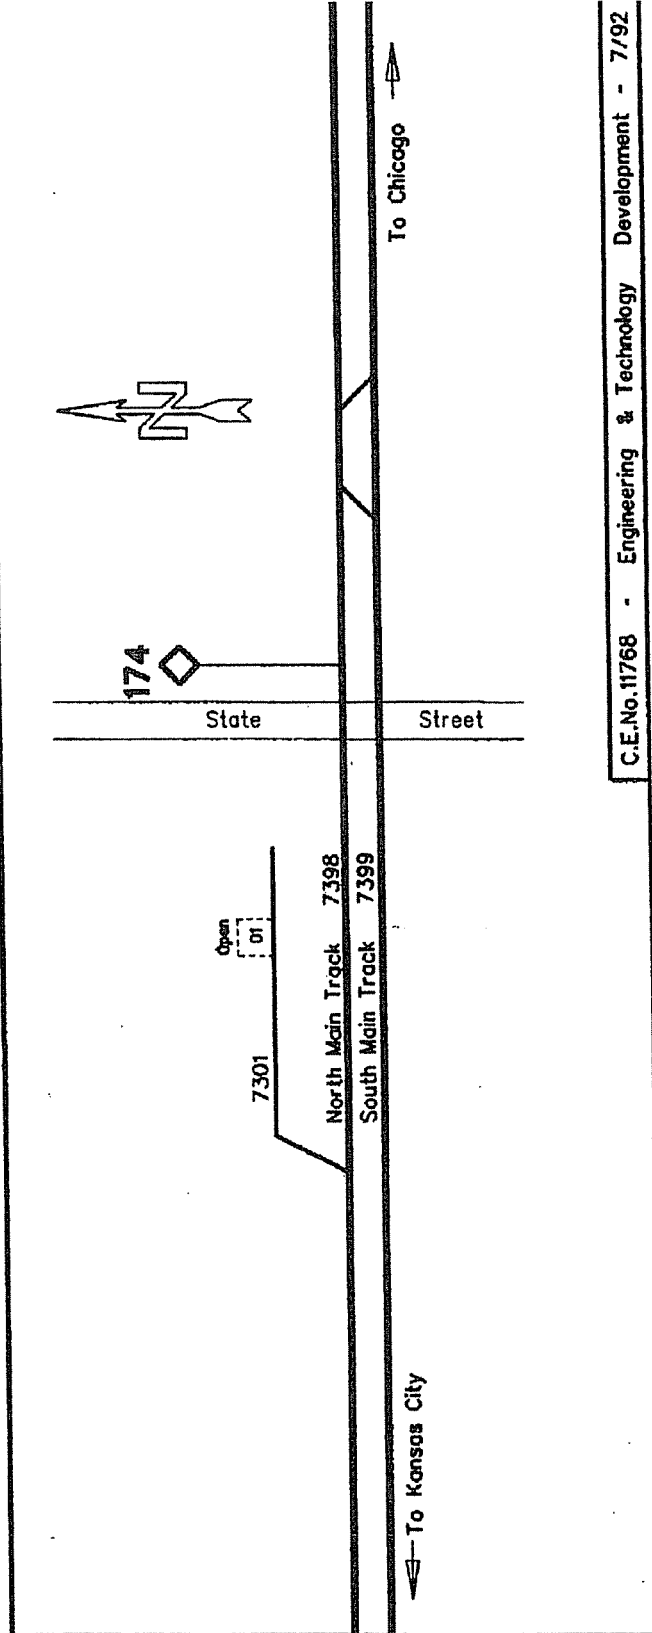 To Chicago
N
174
State Street
Open
01
7301
North Main Track 7398
South Main Track 7399
To Kansas City
C.E.No.11768 - Engineering & Technology Development - 7/92